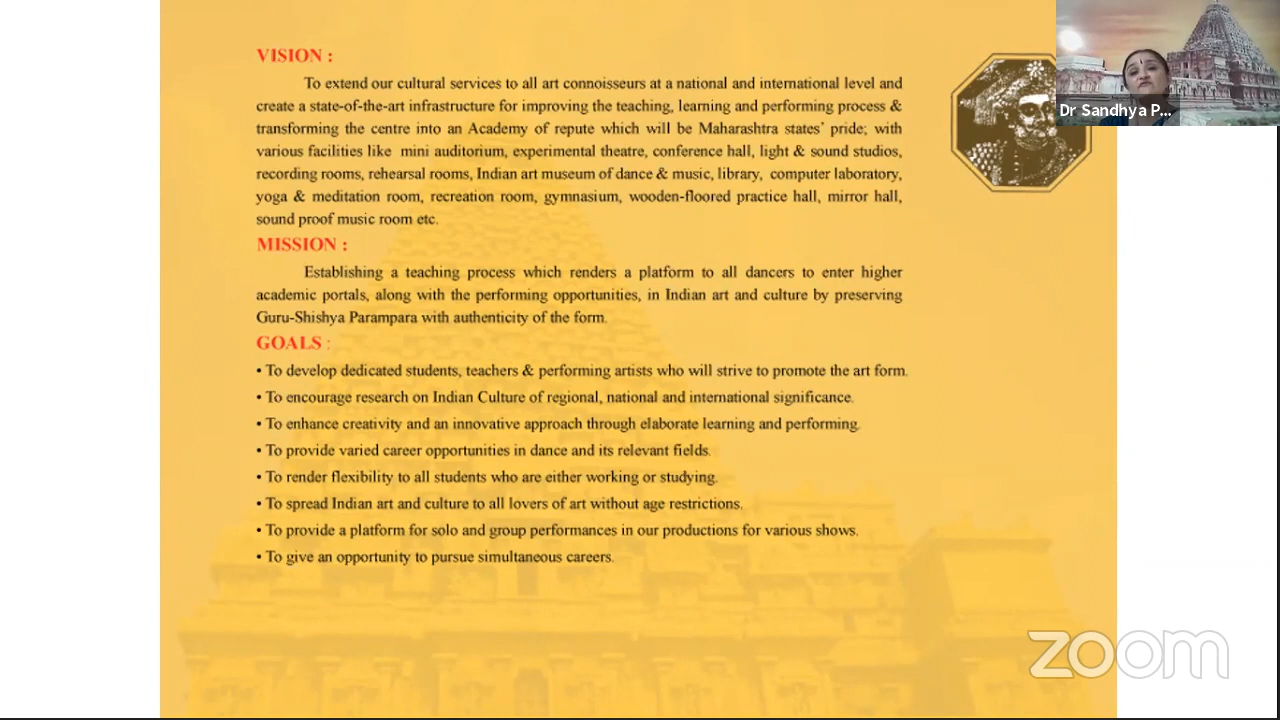 VISION :
To extend our cultural services to all art connoisseurs at a national and international level and
create a state-of-the-art infrastructure for improving the teaching, learning and performing process &
transforming the centre into an Academy of repute which will be Maharashtra states' pride; with
various facilities like mini auditorium, experimental theatre, conference hall, light & sound studios,
recording rooms, rehearsal rooms, Indian art museum of dance & music, library, computer laboratory,
yoga & meditation room, recreation room, gymnasium, wooden-floored practice hall, mirror hall,
sound proof music room etc.
MISSION :
Establishing a teaching process which renders a platform to all dancers to enter higher
academic portals, along with the performing opportunities, in Indian art and culture by preserving
Guru-Shishya Parampara with authenticity of the form.
GOALS :
• To develop dedicated students, teachers & performing artists who will strive to promote the art form.
• To encourage research on Indian Culture of regional, national and international significance.
• To enhance creativity and an innovative approach through elaborate learning and performing.
• To provide varied career opportunities in dance and its relevant fields.
• To render flexibility to all students who are either working or studying.
• To spread Indian art and culture to all lovers of art without age restrictions.
• To provide a platform for solo and group performances in our productions for various shows.
• To give an opportunity to pursue simultaneous careers.
Dr Sandhya P...
zoom